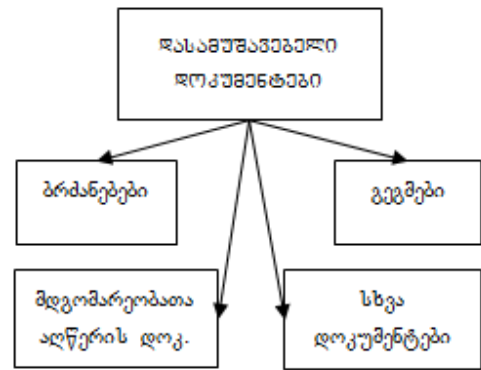 დასამუშავებელი
დოკუმენტები
ბრძანებები
გეგმები
მდგომარეობათა
აღწერის დოკ.
სხვა
დოკუმენტები